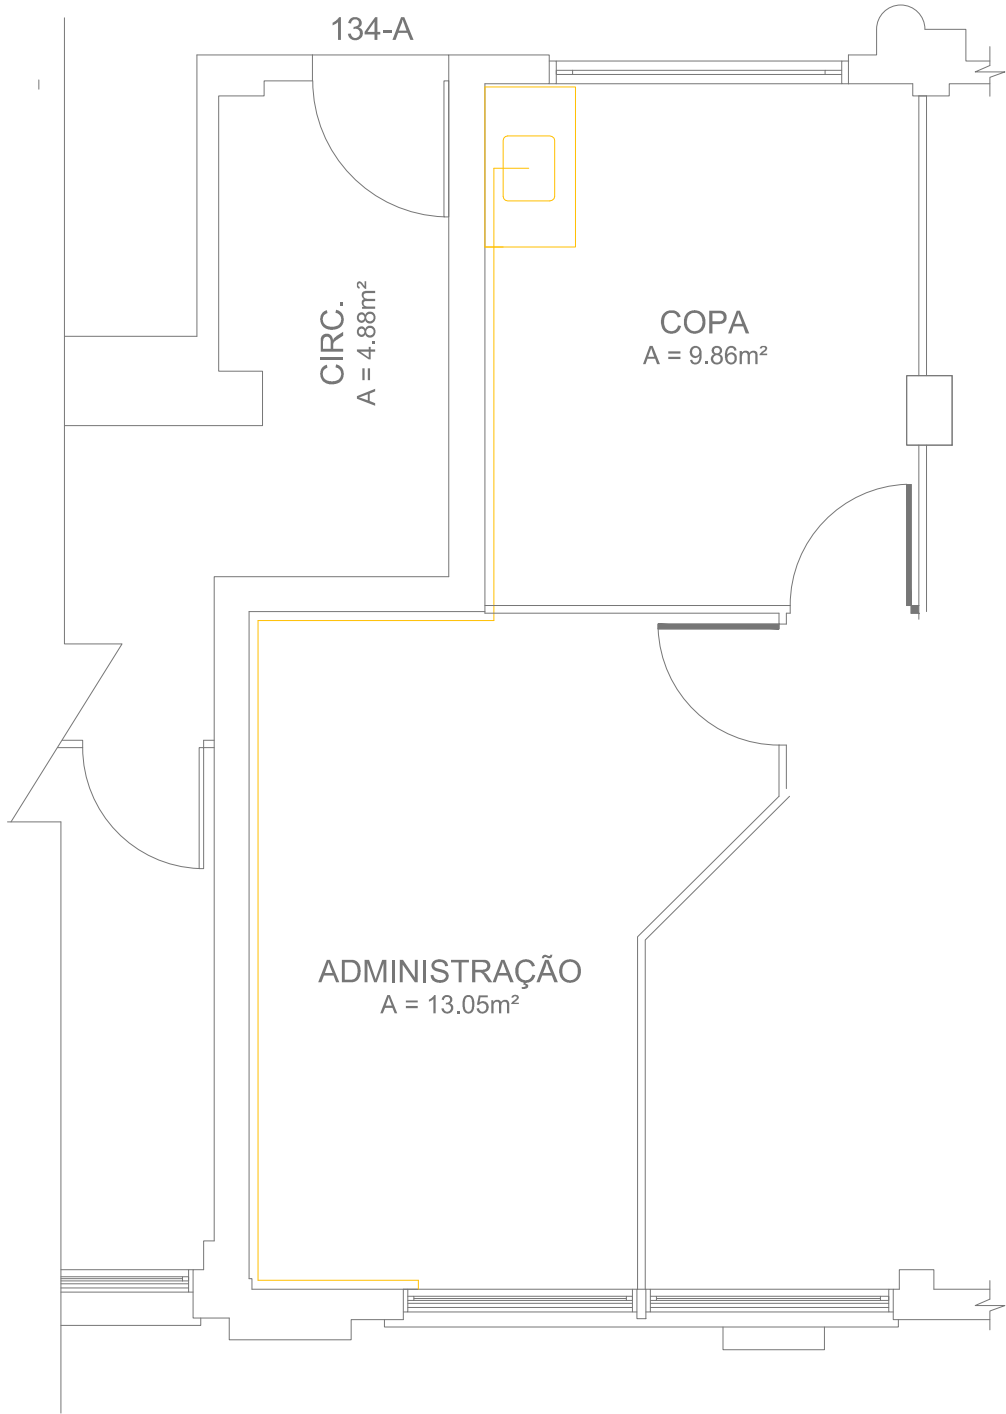 134-A
CIRC.
A = 4.88m²
COPA
A = 9.86m²
ADMINISTRAÇÃO
A = 13.05m²